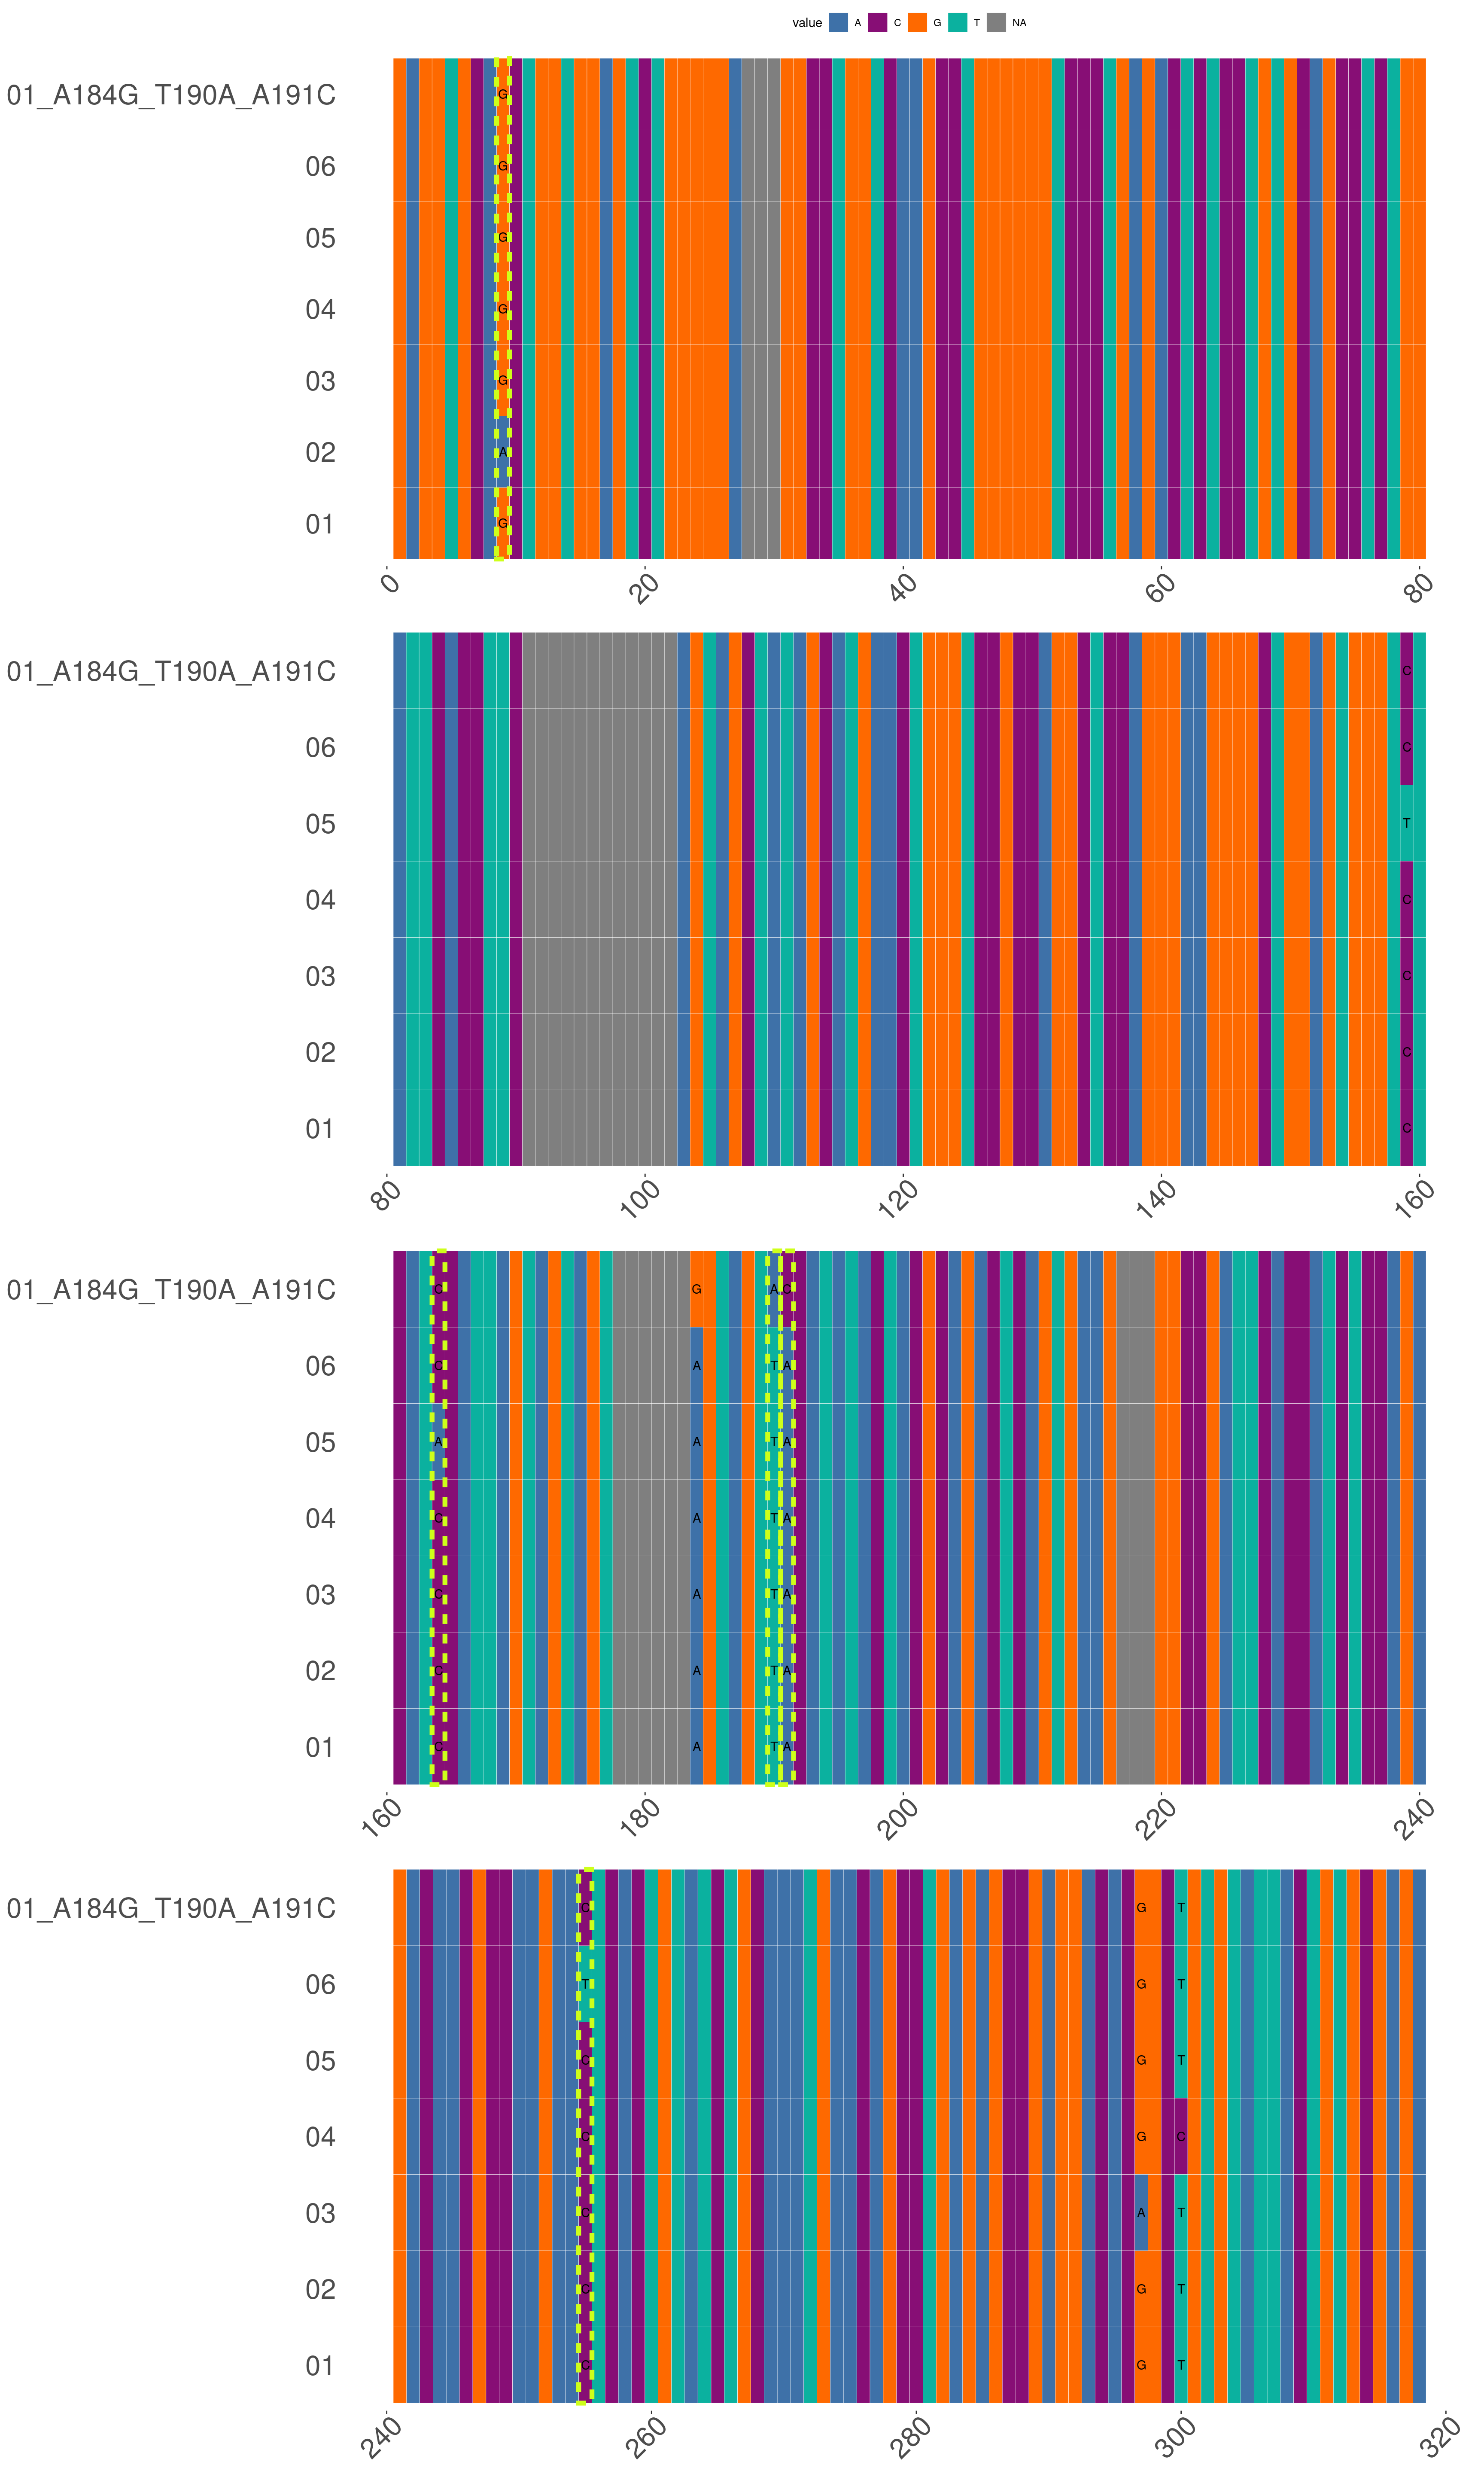 value A C G T NA
01_A184G_T190A_A191C G
06 G
05 G
04 G
03 G
02 A
01 G
0 20 40 60 80
01_A184G_T190A_A191C C
06 C
05 T
04 C
03 C
02 C
01 C
80 100 120 140 160
01_A184G_T190A_A191C C G A C
06 C A T A
05 A A T A
04 C A T A
03 C A T A
02 C A T A
01 C A T A
160 180 200 220 240
01_A184G_T190A_A191C C G T
06 T G T
05 C G T
04 C G C
03 C A T
02 C G T
01 C G T
240 260 280 300 320